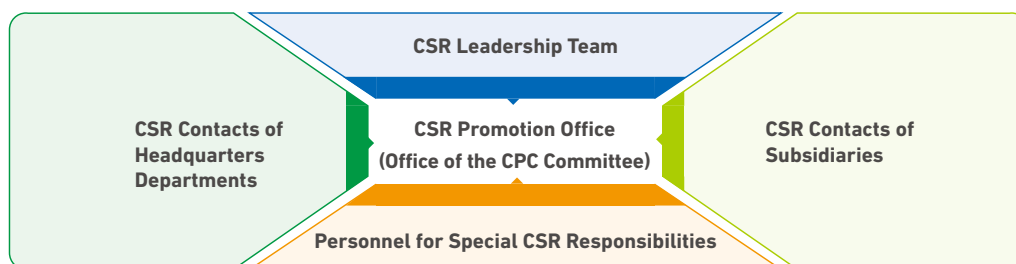 CSR Leadership Team
CSR Contacts of
Headquarters
Departments
CSR Promotion Office
(Office of the CPC Committee)
CSR Contacts of
Subsidiaries
Personnel for Special CSR Responsibilities